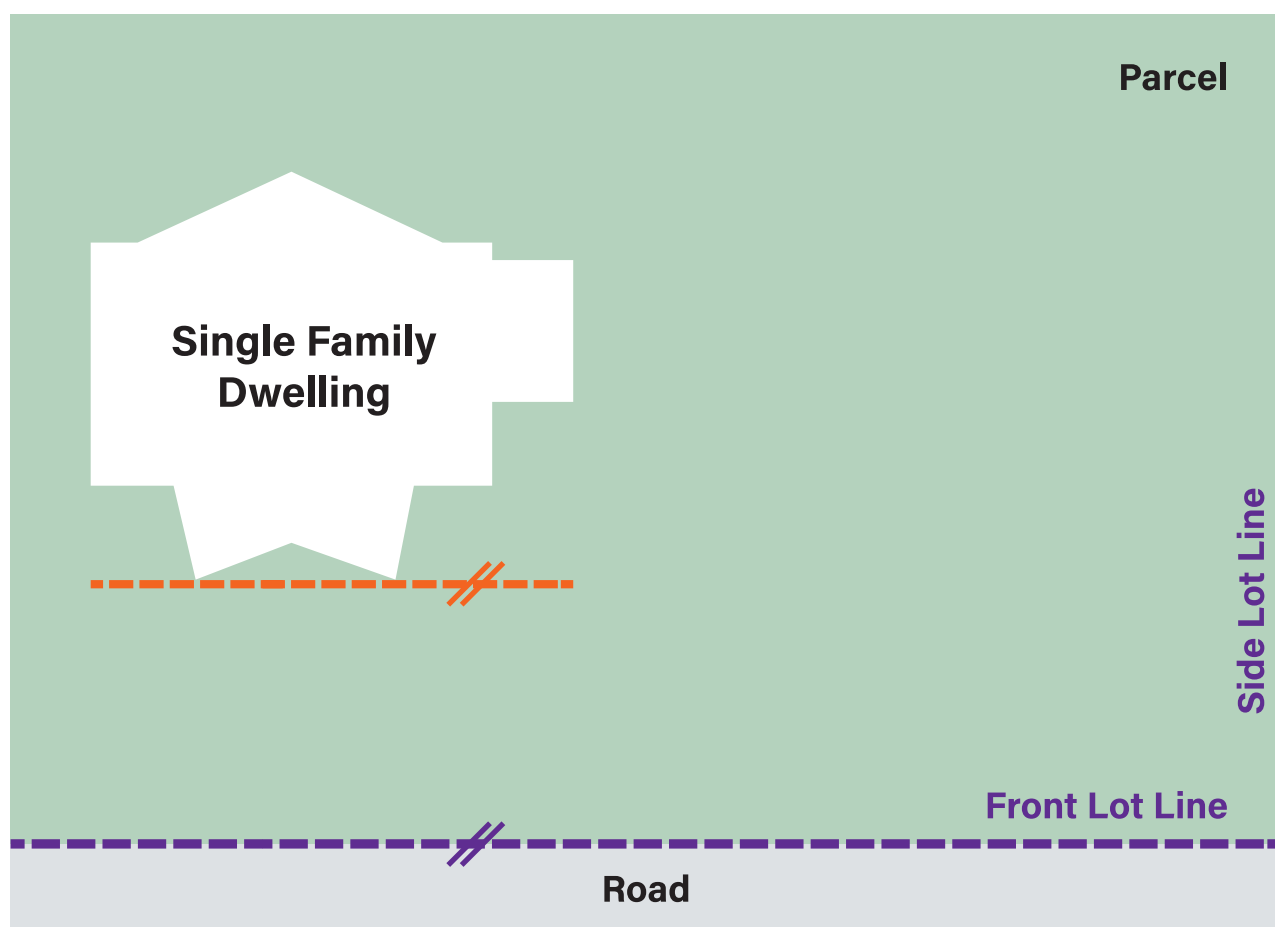 Parcel
Single Family
Dwelling
Side Lot Line
Front Lot Line
Road